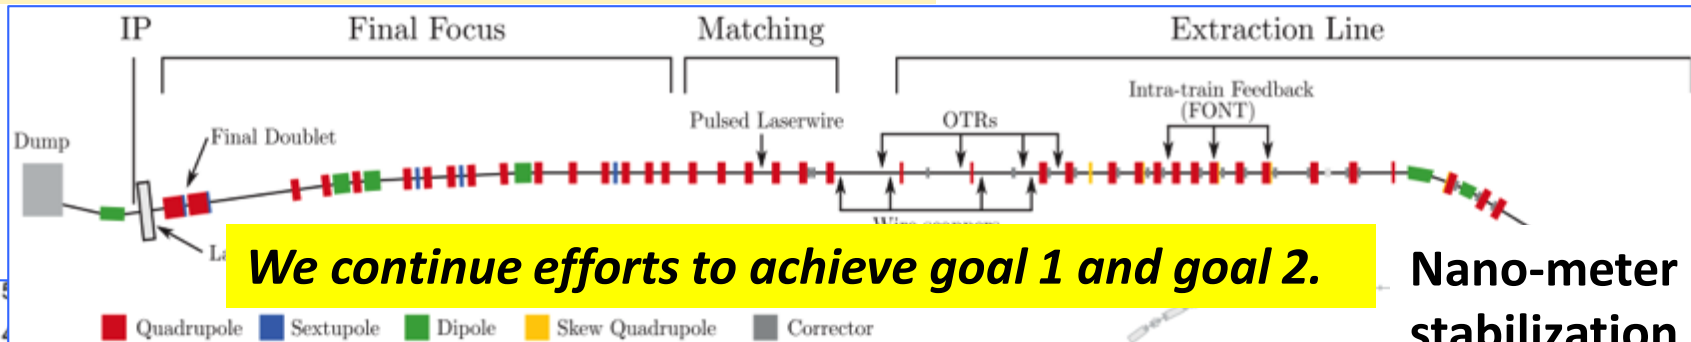 IP Final Focus Matching Extraction Line
Intra-train Feedback
(FONT)
Pulsed Laserwire OTRs
Dump Final Doublet
We continue efforts to achieve goal 1 and goal 2.
Nano-meter
stabilization
Quadrupole Sextupole Dipole Skew Quadrupole Corrector